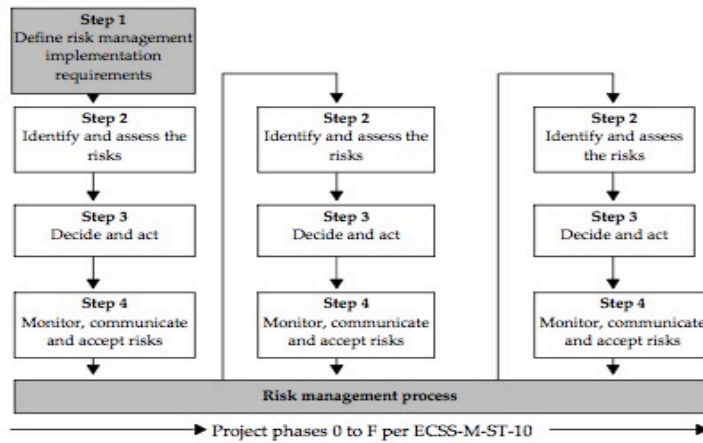 Step 1
Define risk management
implementation
requirements
Step 2
Identify and assess the
risks
Step 3
Decide and act
Step 4
Monitor, communicate
and accept risks
Step 2
Identify and assess the
risks
Step 3
Decide and act
Step 4
Monitor, communicate
and accept risks
Step 2
Identify and assess
the risks
Step 3
Decide and act
Step 4
Monitor, communicate
and accept risks
Risk management process
Project phases 0 to F per ECSS-M-ST-10